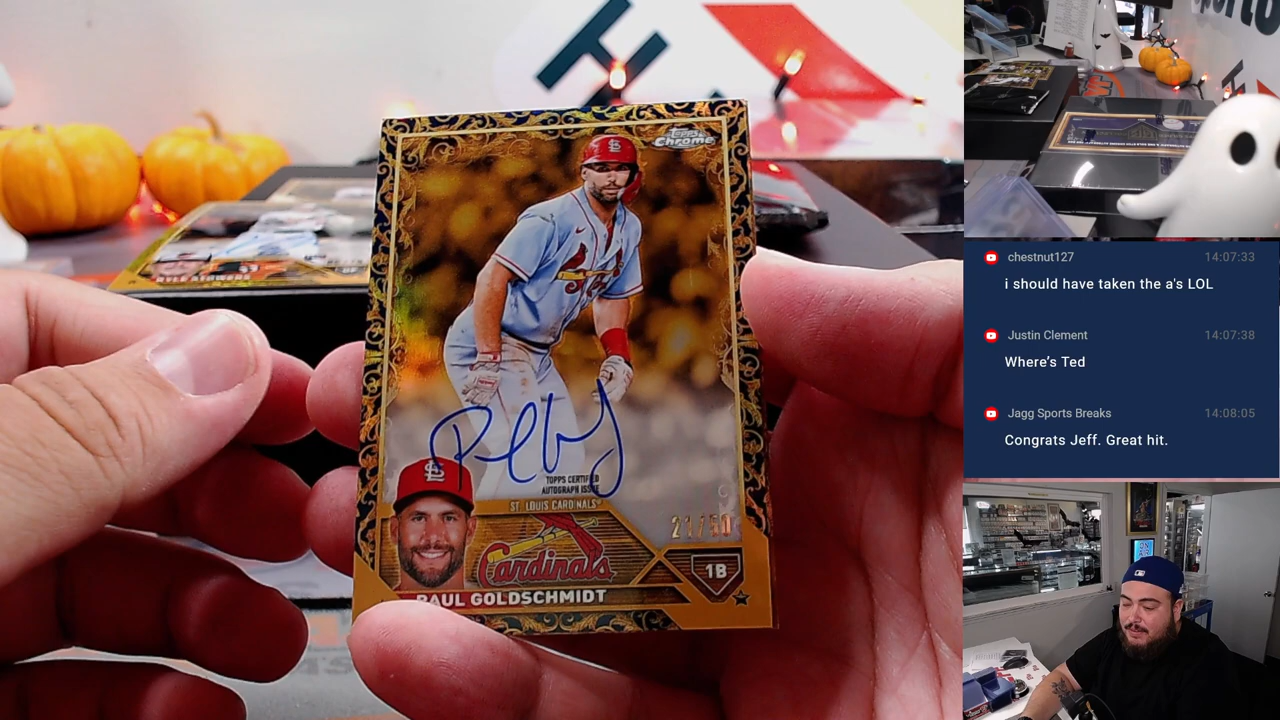 Topps
Chrome
TOPPS CERTIFIED
AUTOGRAPH ISSUE
ST. LOUIS CARDINALS
21/50
Cardinals
1B
PAUL GOLDSCHMIDT
chestnut127 14:07:33
i should have taken the a's LOL
Justin Clement 14:07:38
Where's Ted
Jagg Sports Breaks 14:08:05
Congrats Jeff. Great hit.